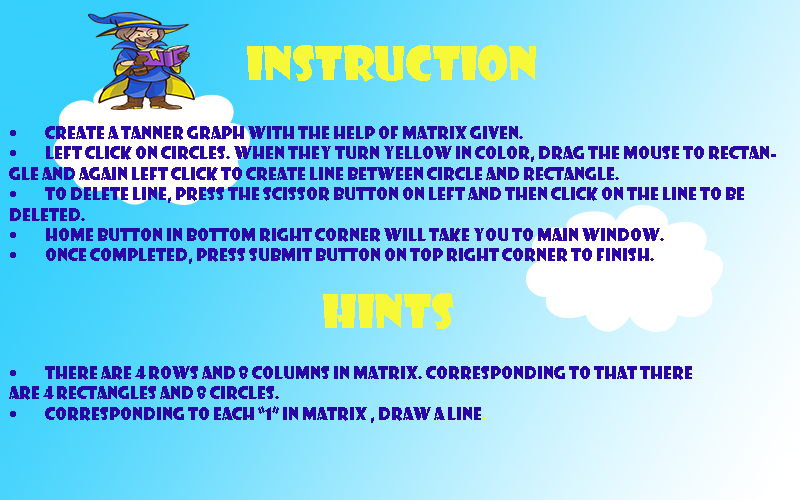 INSTRUCTION
• CREATE A TANNER GRAPH WITH THE HELP OF MATRIX GIVEN.
• LEFT CLICK ON CIRCLES. WHEN THEY TURN YELLOW IN COLOR, DRAG THE MOUSE TO RECTAN-
GLE AND AGAIN LEFT CLICK TO CREATE LINE BETWEEN CIRCLE AND RECTANGLE.
• TO DELETE LINE, PRESS THE SCISSOR BUTTON ON LEFT AND THEN CLICK ON THE LINE TO BE
DELETED.
• HOME BUTTON IN BOTTOM RIGHT CORNER WILL TAKE YOU TO MAIN WINDOW.
• ONCE COMPLETED, PRESS SUBMIT BUTTON ON TOP RIGHT CORNER TO FINISH.
HINTS
• THERE ARE 4 ROWS AND 8 COLUMNS IN MATRIX. CORRESPONDING TO THAT THERE
ARE 4 RECTANGLES AND 8 CIRCLES.
• CORRESPONDING TO EACH "1" IN MATRIX , DRAW A LINE.